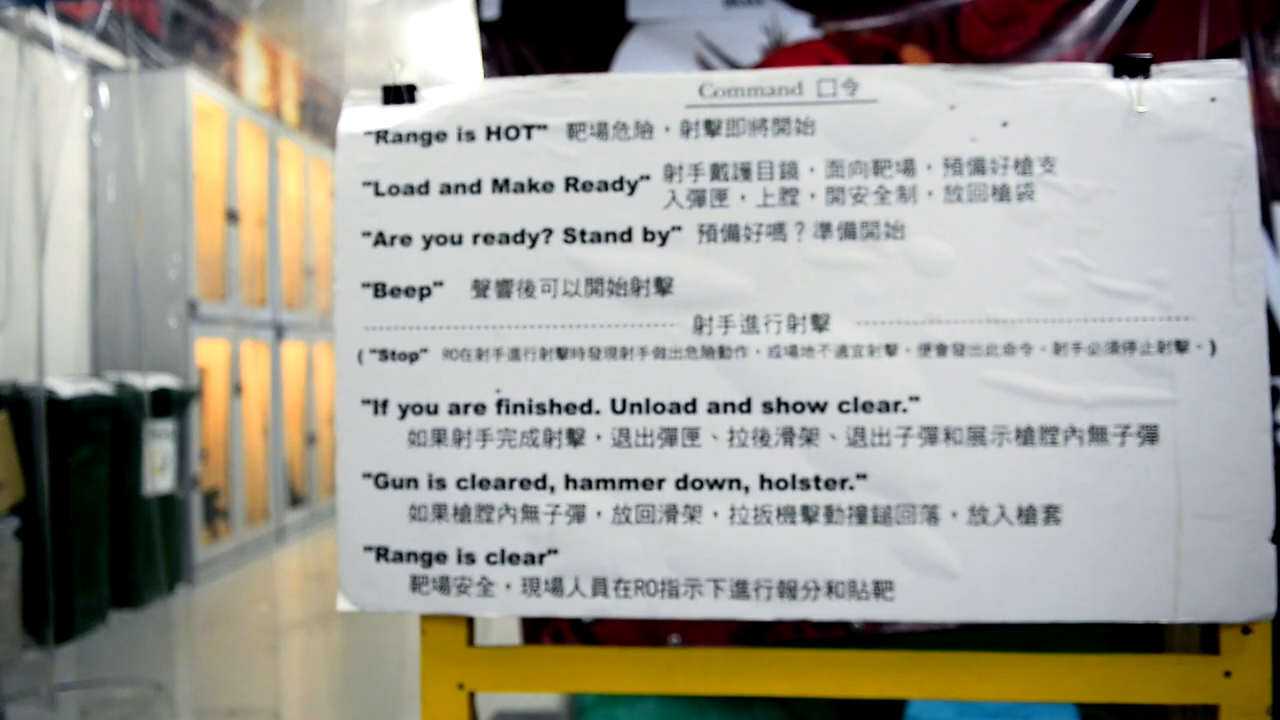 Command 口令
"Range is HOT" 靶場危險，射擊即將開始
"Load and Make Ready" 射手戴護目鏡，面向靶場，預備好槍支
入彈匣，上膛，開安全制，放回槍袋
"Are you ready? Stand by" 預備好嗎？準備開始
"Beep" 聲響後可以開始射擊
射手進行射擊
( "Stop" RO在射手進行射擊時發現射手做出危險動作，或場地不適宜射擊，便會發出此命令，射手必須停止射擊。)
"If you are finished. Unload and show clear."
如果射手完成射擊，退出彈匣、拉後滑架、退出子彈和展示槍膛內無子彈
"Gun is cleared, hammer down, holster."
如果槍膛內無子彈，放回滑架，拉扳機擊動撞鎚回落，放入槍套
"Range is clear"
靶場安全，現場人員在RO指示下進行報分和貼靶